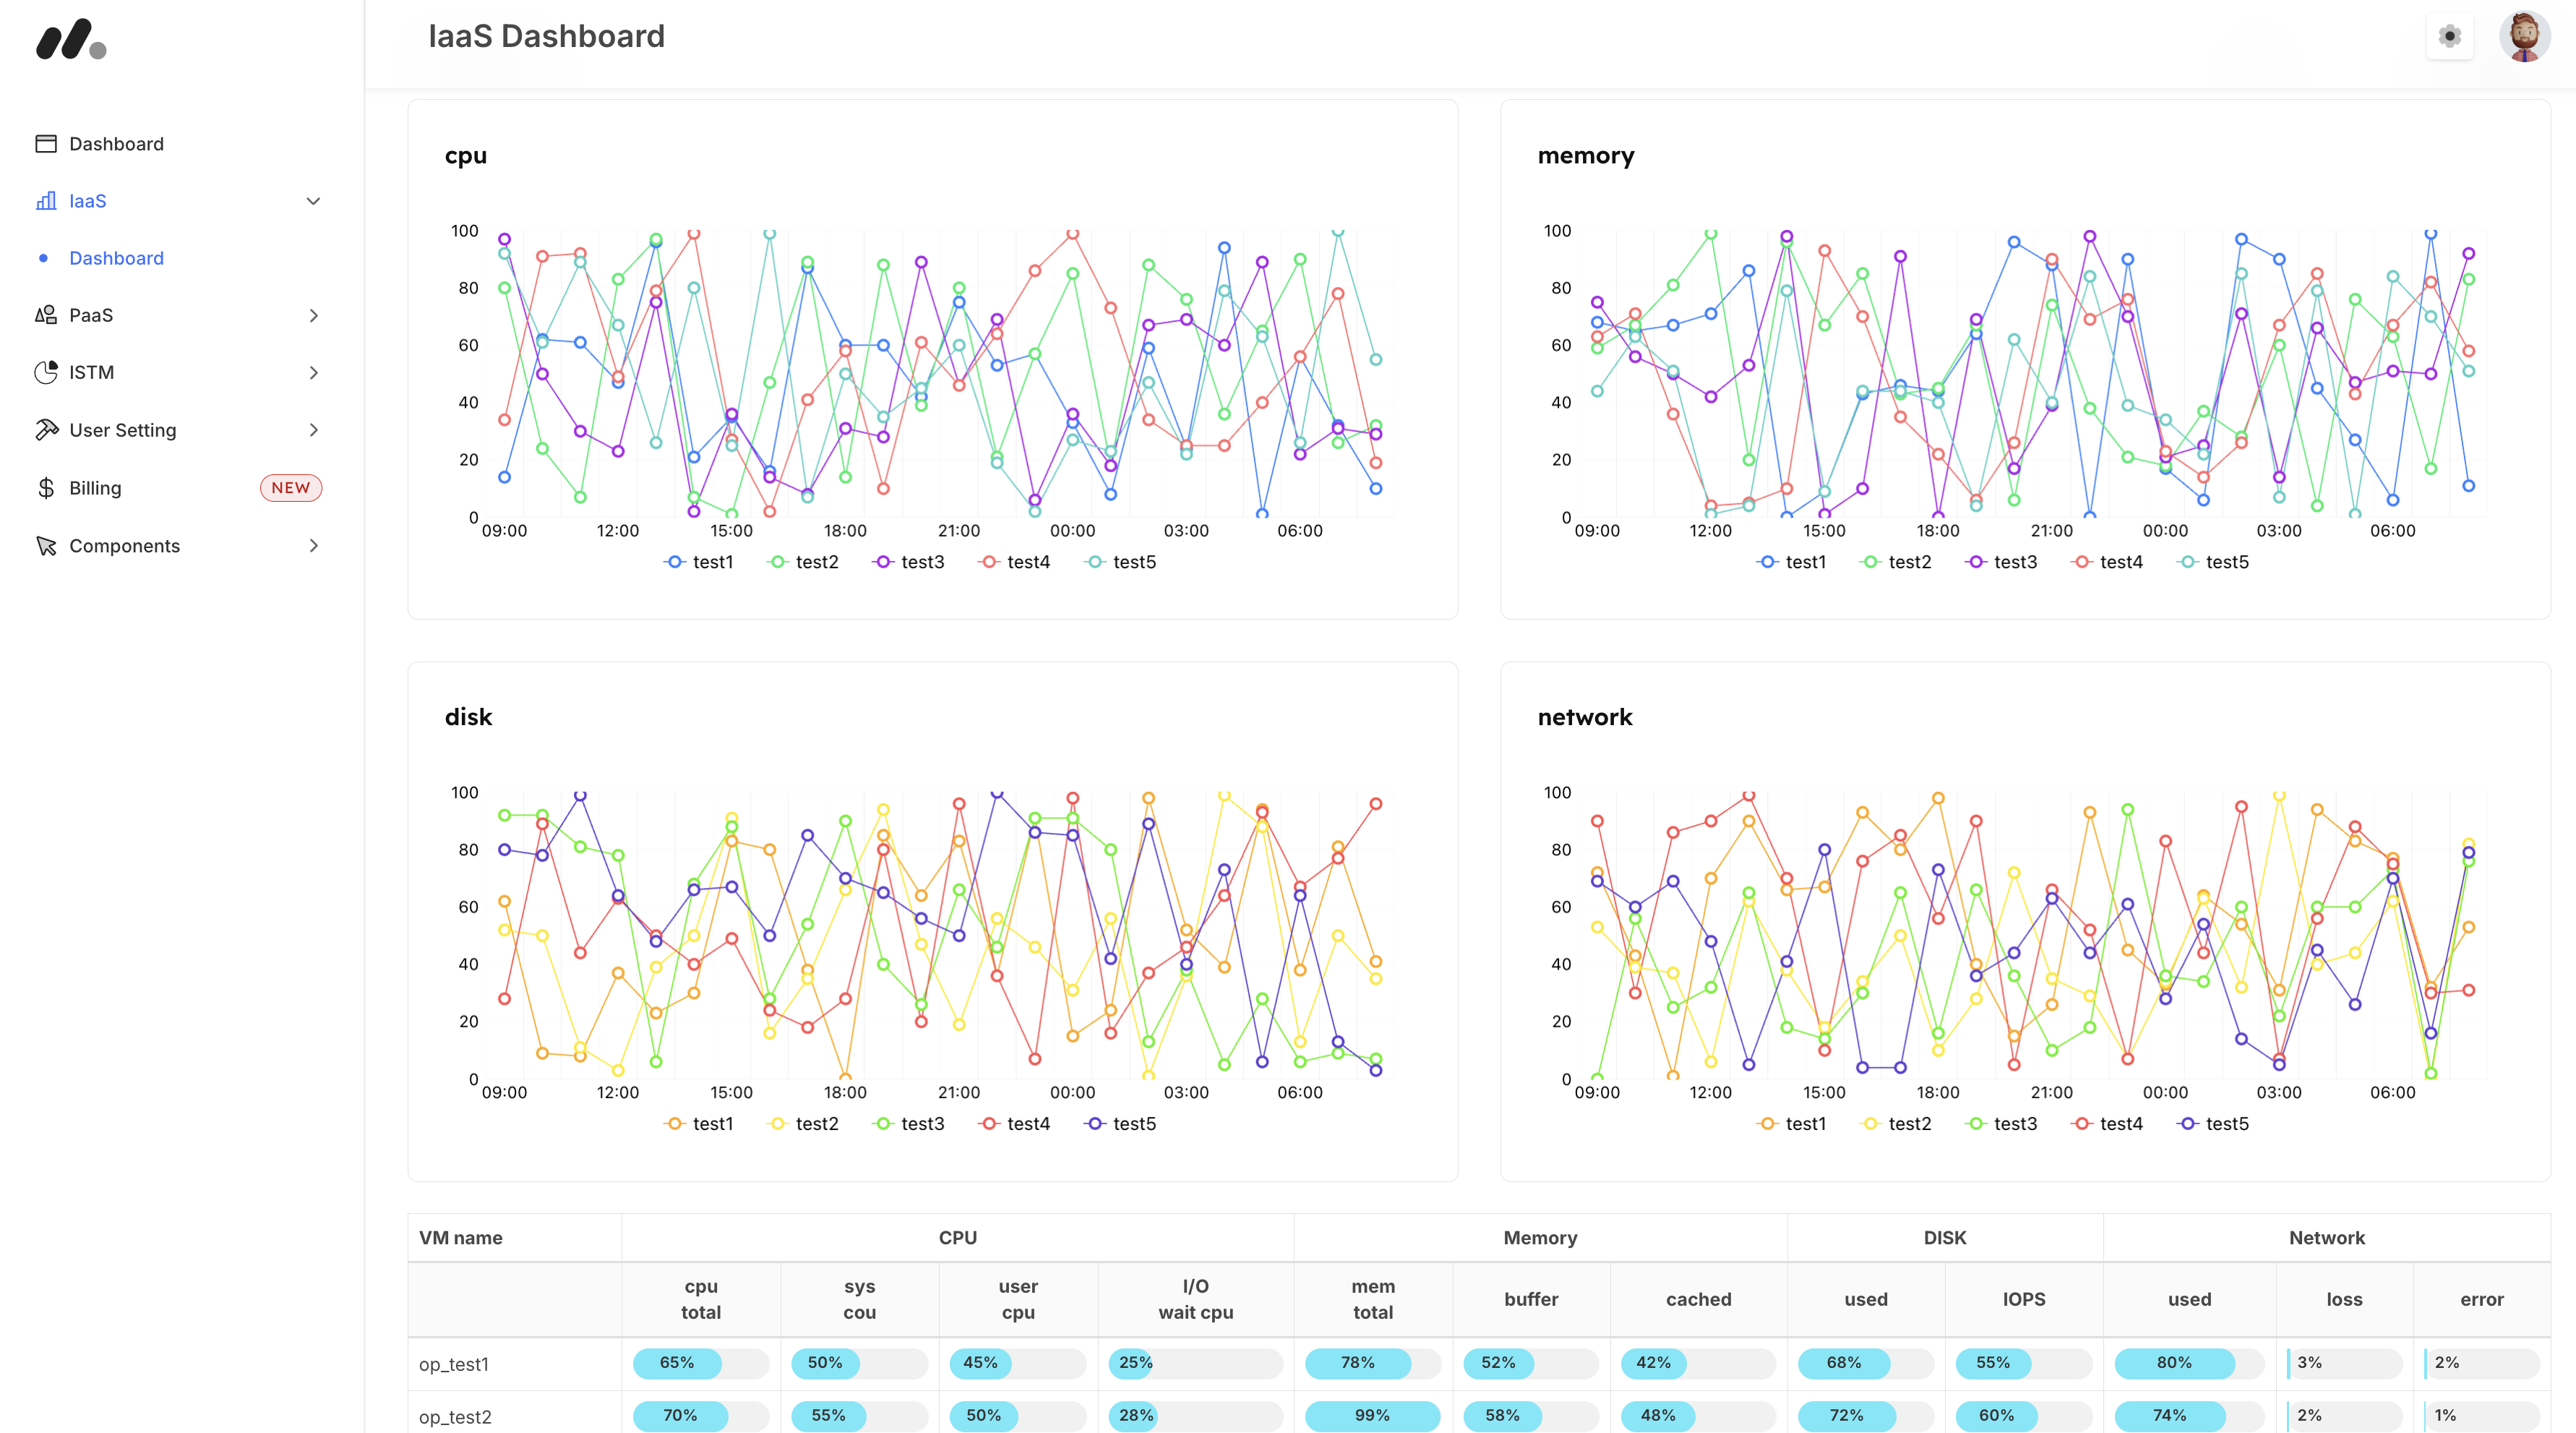 IaaS Dashboard
Dashboard
IaaS
Dashboard
PaaS
ISTM
User Setting
Billing NEW
Components
cpu
100
80
60
40
20
0
09:00 12:00 15:00 18:00 21:00 00:00 03:00 06:00
test1 test2 test3 test4 test5
memory
100
80
60
40
20
0
09:00 12:00 15:00 18:00 21:00 00:00 03:00 06:00
test1 test2 test3 test4 test5
disk
100
80
60
40
20
0
09:00 12:00 15:00 18:00 21:00 00:00 03:00 06:00
test1 test2 test3 test4 test5
network
100
80
60
40
20
0
09:00 12:00 15:00 18:00 21:00 00:00 03:00 06:00
test1 test2 test3 test4 test5
VM name CPU Memory DISK Network
cpu total sys cou user cpu I/O wait cpu mem total buffer cached used IOPS used loss error
op_test1 65% 50% 45% 25% 78% 52% 42% 68% 55% 80% 3% 2%
op_test2 70% 55% 50% 28% 99% 58% 48% 72% 60% 74% 2% 1%